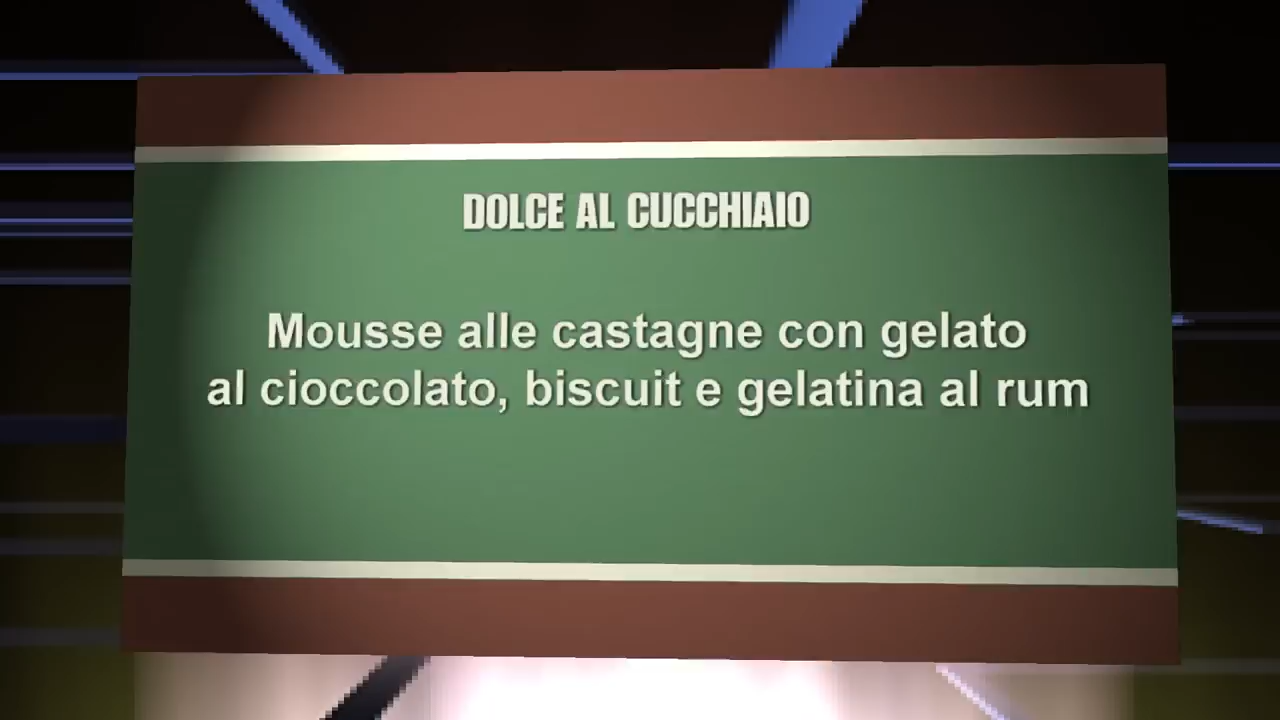 DOLCE AL CUCCHIAIO
Mousse alle castagne con gelato
al cioccolato, biscuit e gelatina al rum